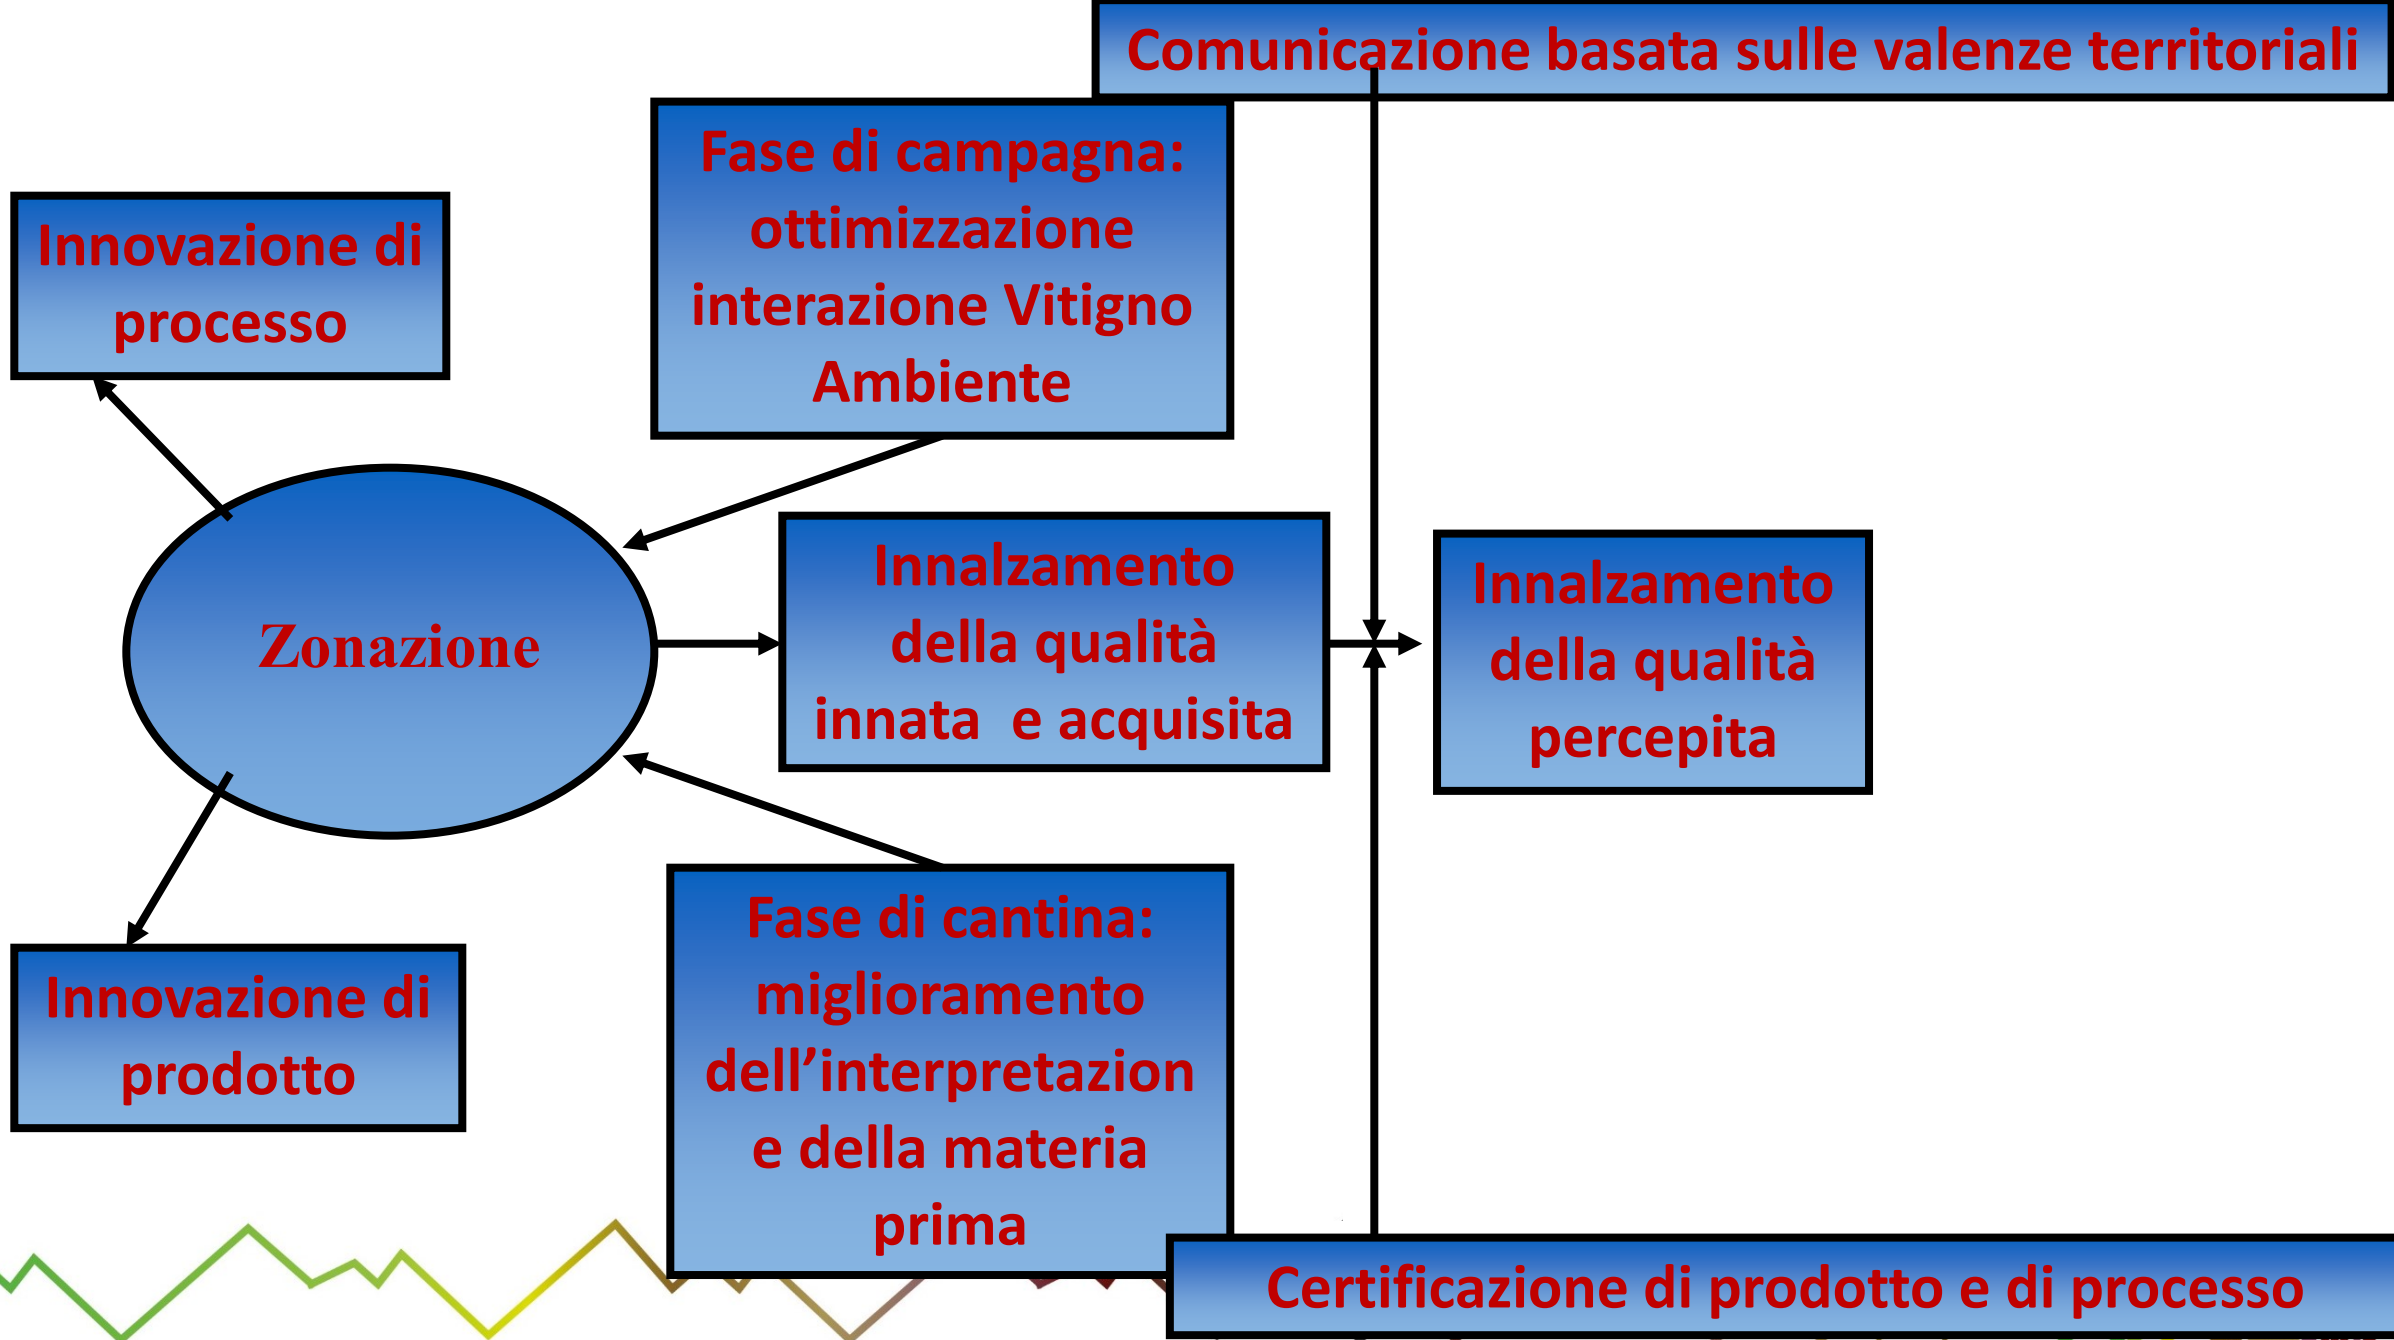 Comunicazione basata sulle valenze territoriali
Fase di campagna:
ottimizzazione
interazione Vitigno
Ambiente
Innovazione di
processo
Zonazione
Innalzamento
della qualità
innata e acquisita
Innalzamento
della qualità
percepita
Innovazione di
prodotto
Fase di cantina:
miglioramento
dell’interpretazion
e della materia
prima
Certificazione di prodotto e di processo